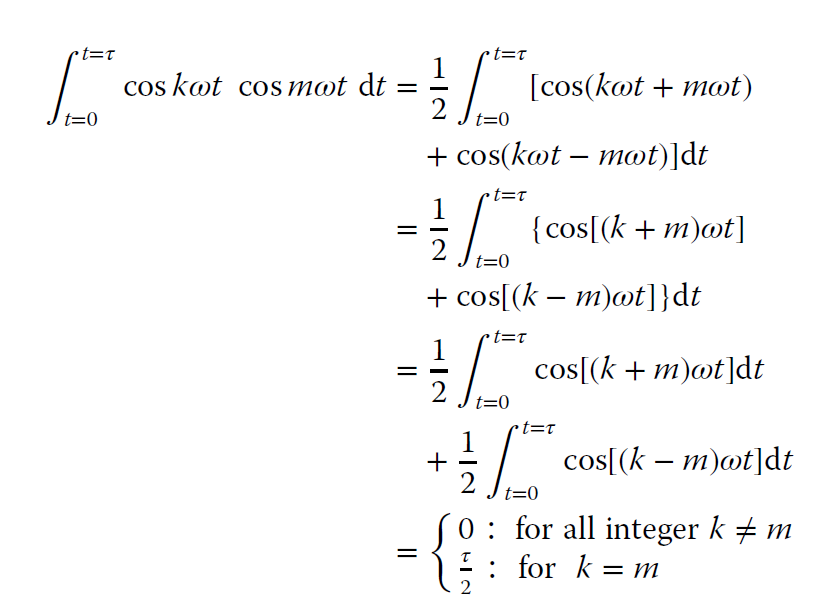 ∫_{t=0}^{t=τ} cos kωt cos mωt dt = 1/2 ∫_{t=0}^{t=τ} [cos(kωt + mωt)
+ cos(kωt − mωt)]dt
= 1/2 ∫_{t=0}^{t=τ} {cos[(k + m)ωt]
+ cos[(k − m)ωt]}dt
= 1/2 ∫_{t=0}^{t=τ} cos[(k + m)ωt]dt
+ 1/2 ∫_{t=0}^{t=τ} cos[(k − m)ωt]dt
= { 0 : for all integer k ≠ m
τ/2 : for k = m